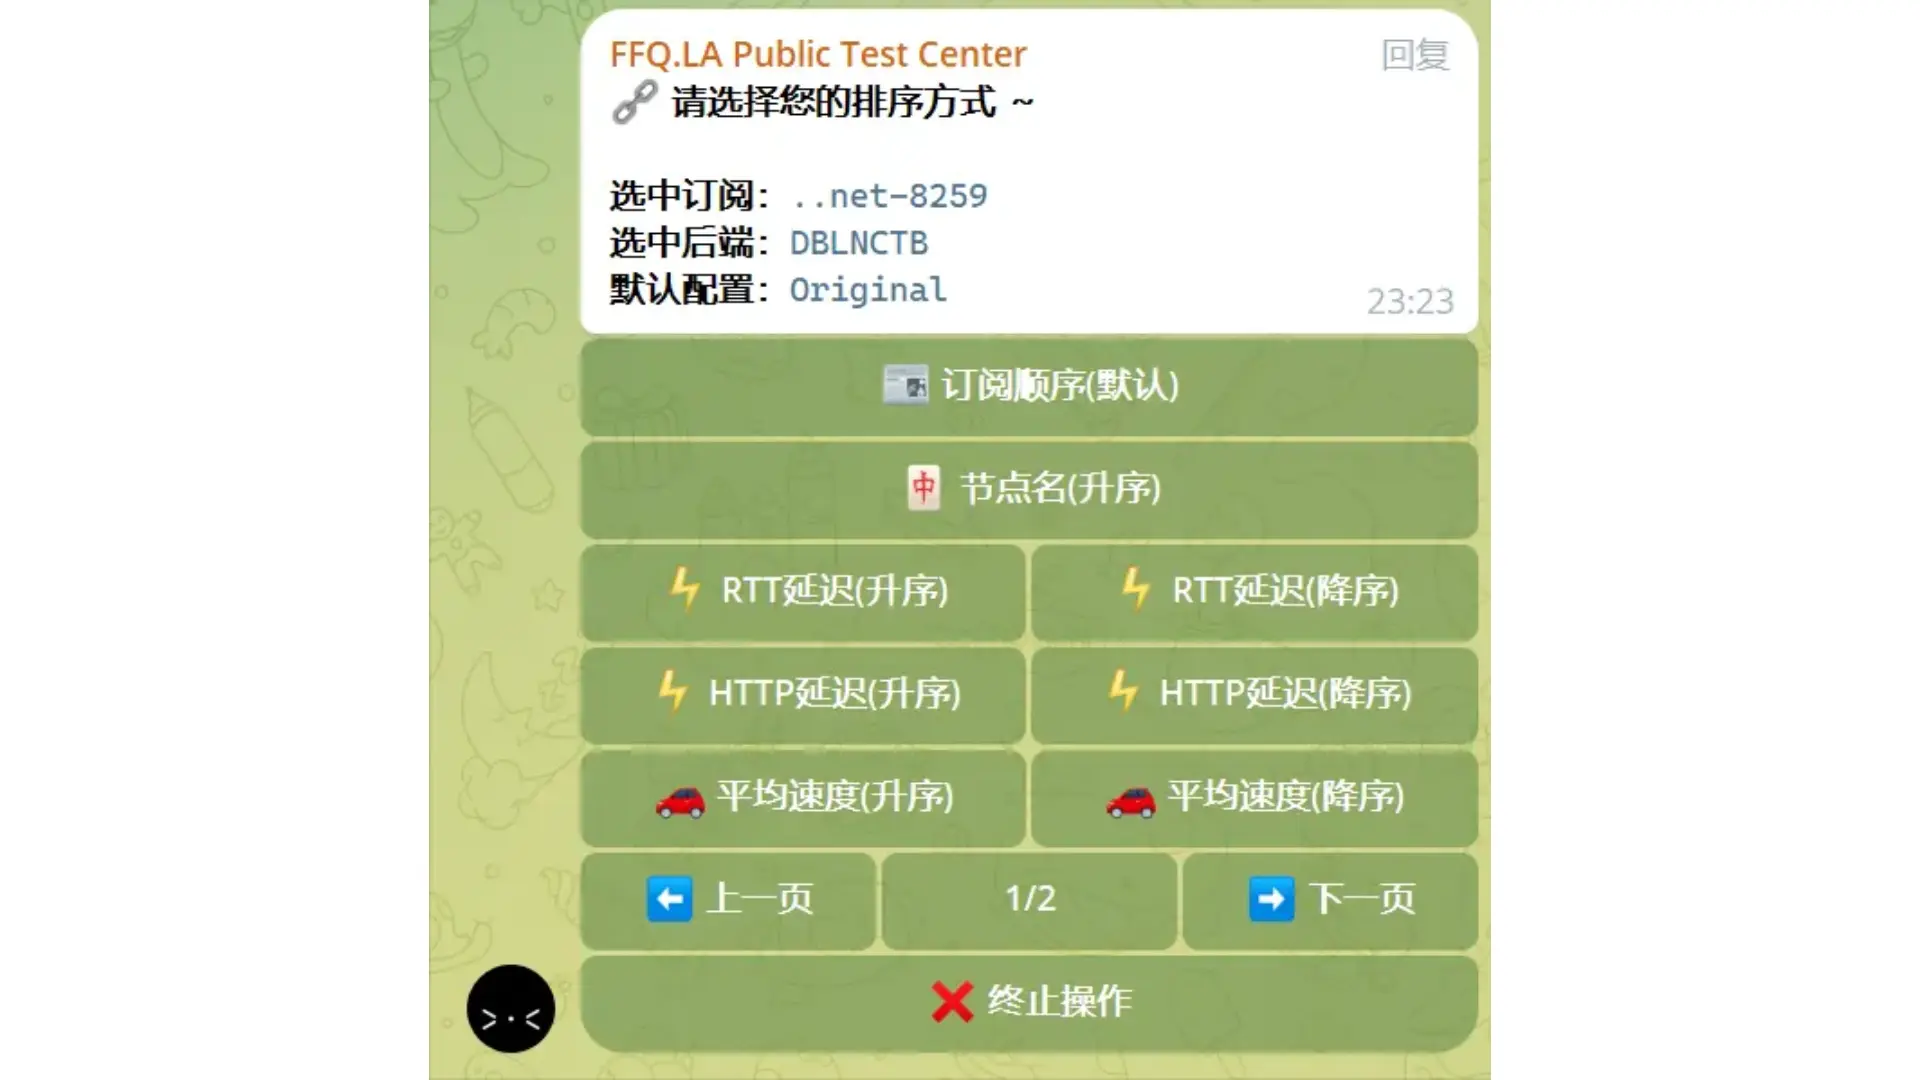 FFQ.LA Public Test Center 回复
🔗 请选择您的排序方式 ~
选中订阅：..net-8259
选中后端：DBLNCTB
默认配置：Original
23:23
订阅顺序(默认)
🀄 节点名(升序)
⚡ RTT延迟(升序) ⚡ RTT延迟(降序)
⚡ HTTP延迟(升序) ⚡ HTTP延迟(降序)
🚗 平均速度(升序) 🚗 平均速度(降序)
⬅️ 上一页 1/2 ➡️ 下一页
❌ 终止操作
>·<